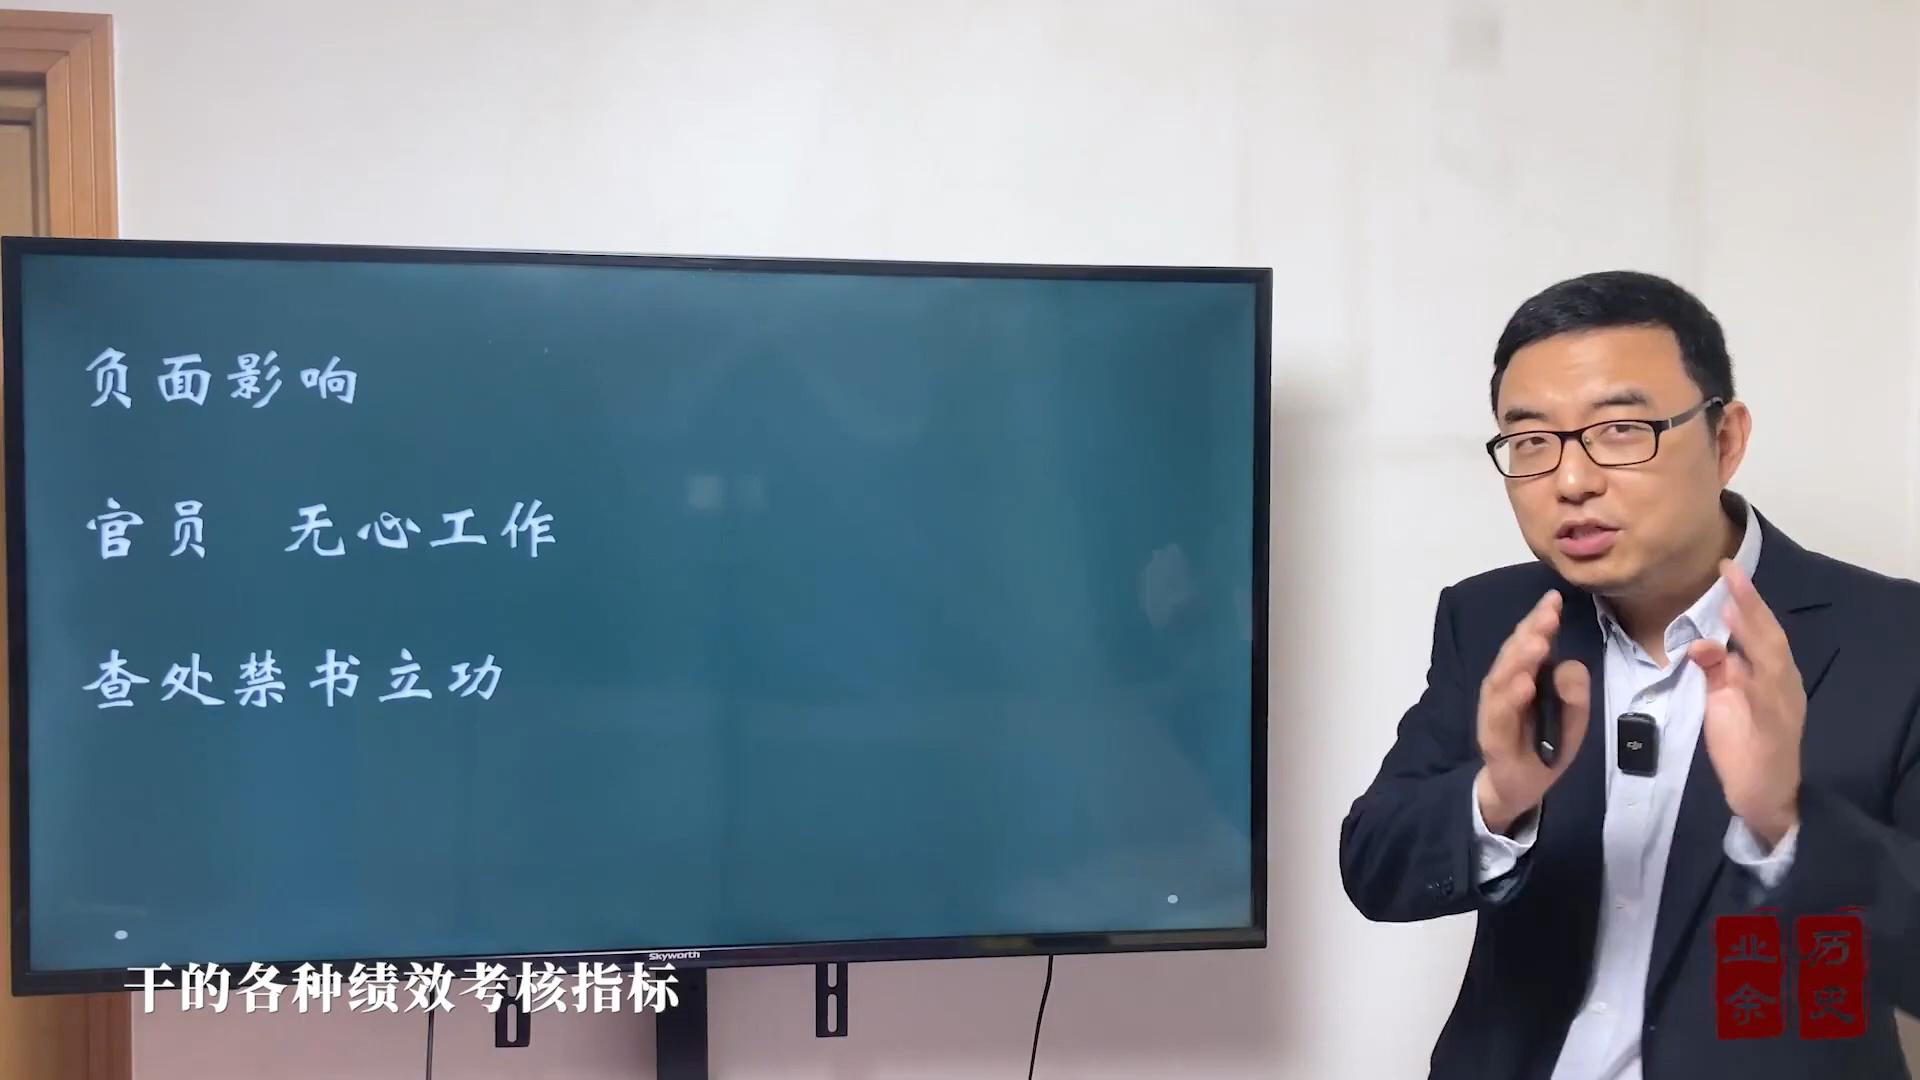 负面影响
官员 无心工作
查处禁书立功
Skyworth
干的各种绩效考核指标
dji
业余
历史